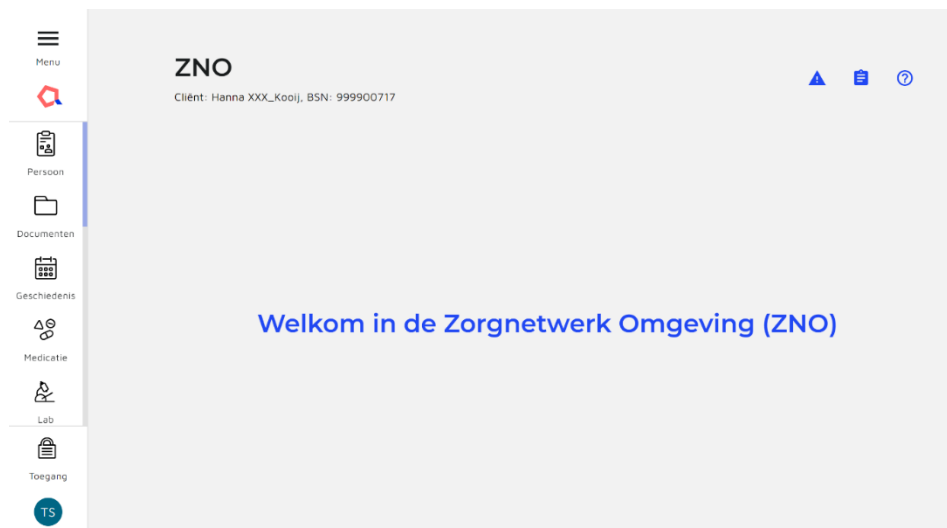 Menu
ZNO
Cliënt: Hanna XXX_Kooij, BSN: 999900717
Persoon
Documenten
Geschiedenis
Medicatie
Lab
Toegang
TS
Welkom in de Zorgnetwerk Omgeving (ZNO)